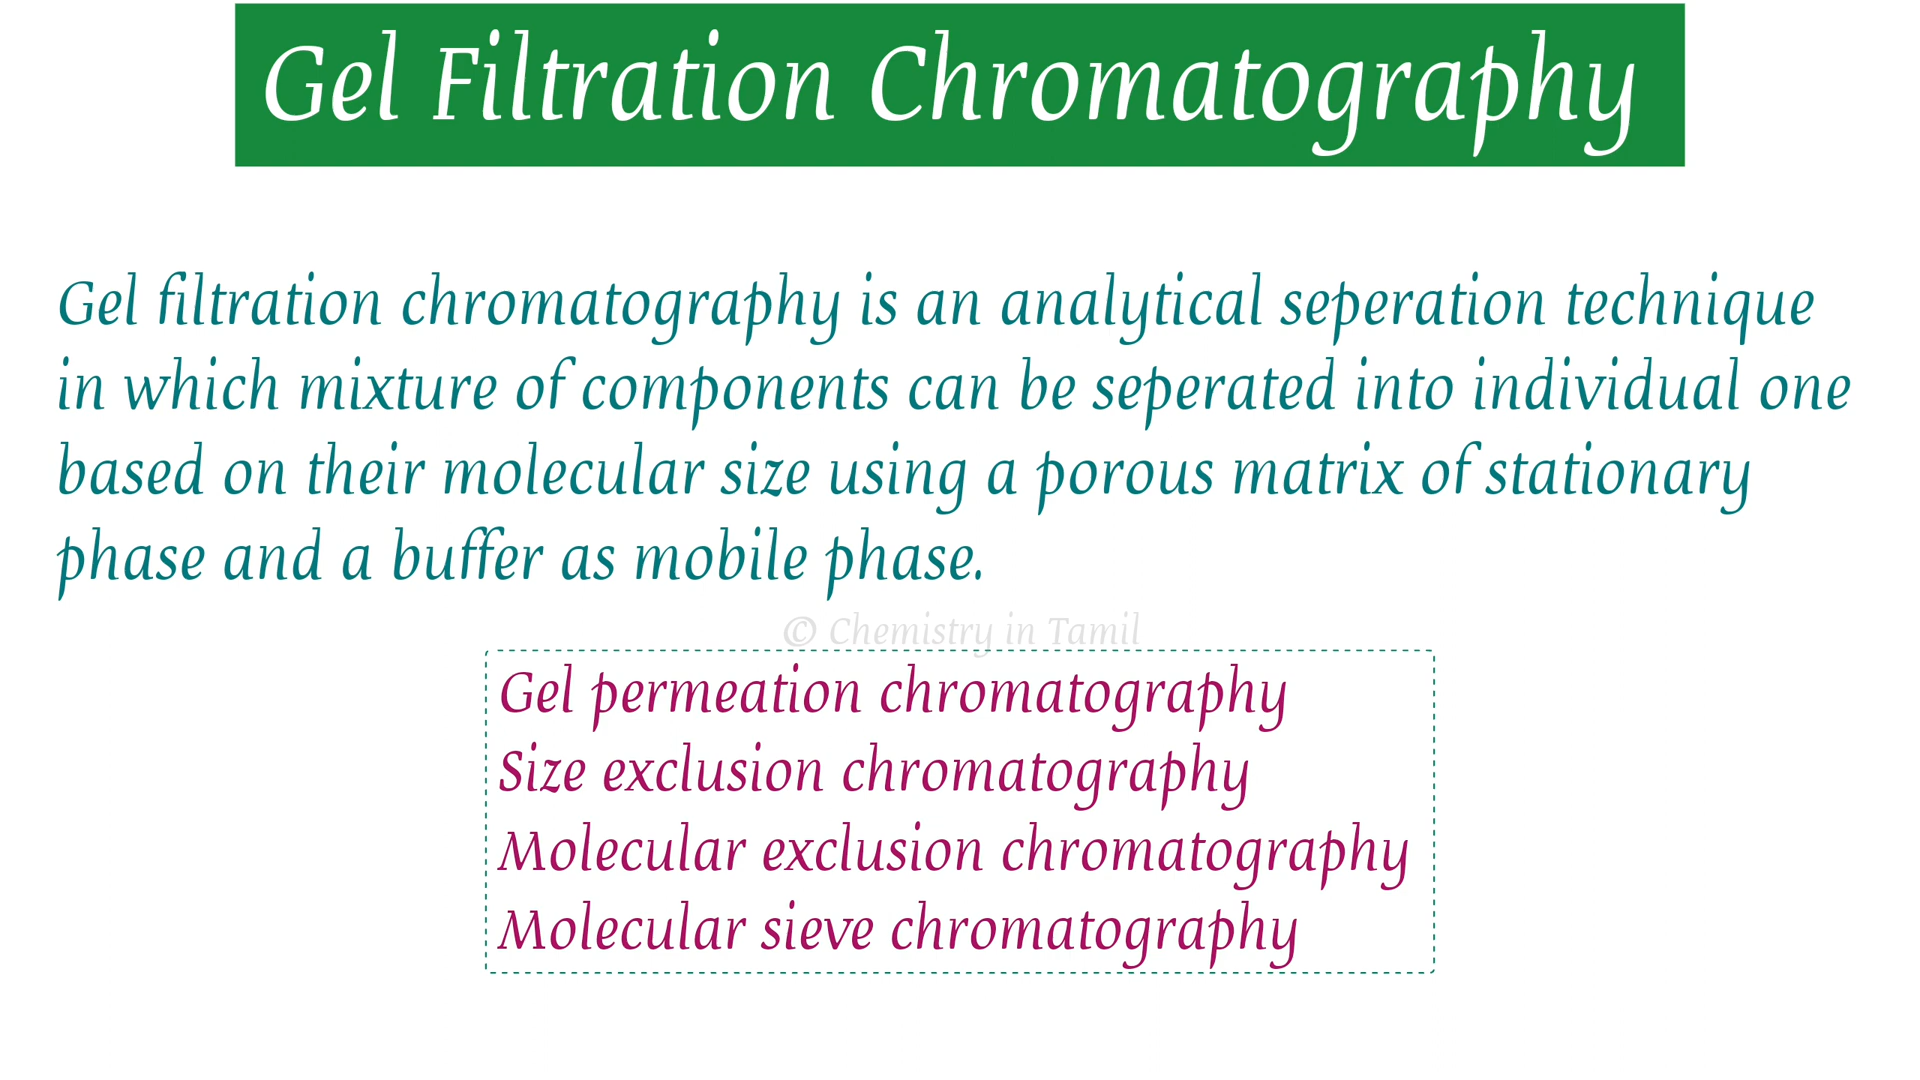 Gel Filtration Chromatography
Gel filtration chromatography is an analytical seperation technique
in which mixture of components can be seperated into individual one
based on their molecular size using a porous matrix of stationary
phase and a buffer as mobile phase.
© Chemistry in Tamil
Gel permeation chromatography
Size exclusion chromatography
Molecular exclusion chromatography
Molecular sieve chromatography